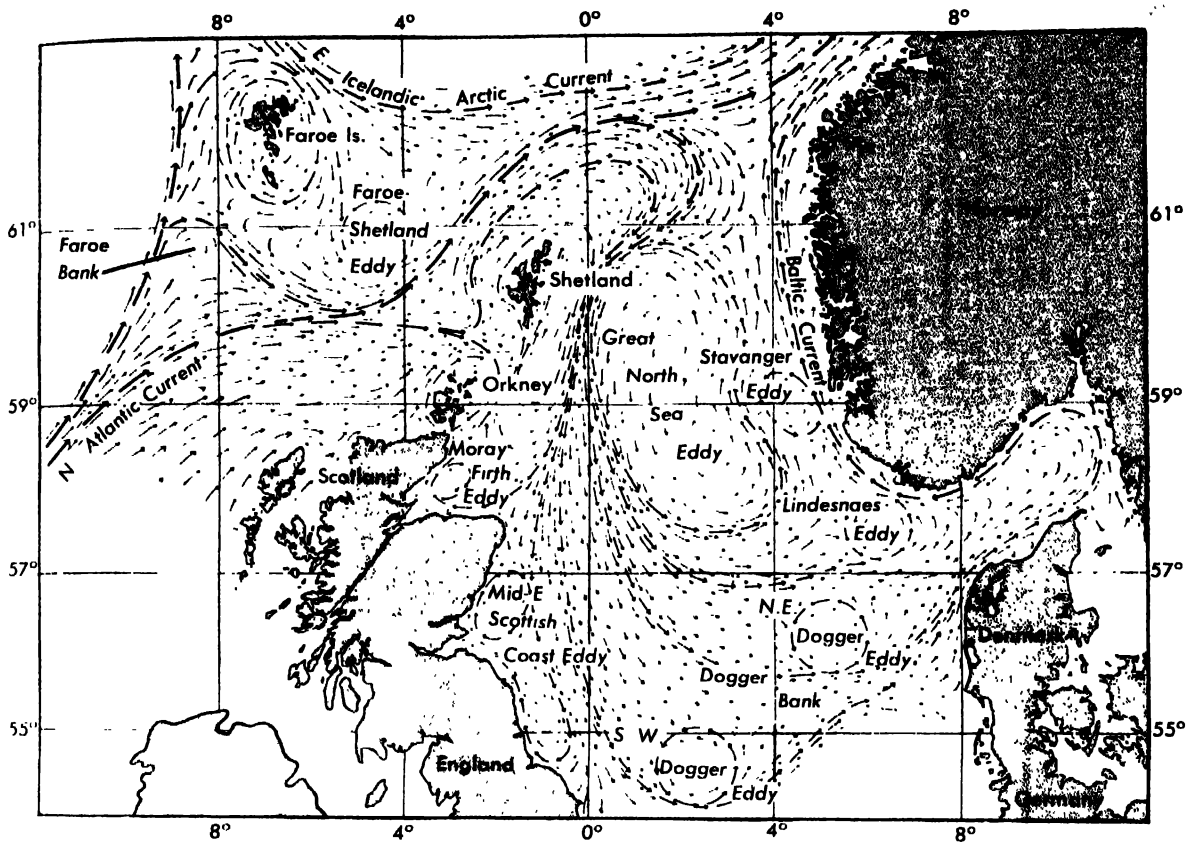 8° 4° 0° 4° 8°
E. Icelandic Arctic Current
Faroe Is.
Faroe
Shetland
Eddy
61° 61°
Faroe
Bank
Shetland
Baltic Current
Great
North
Sea
Eddy
Stavanger
Eddy
N Atlantic Current
Orkney
59° 59°
Moray
Firth
Eddy
Scotland
Lindesnaes
Eddy
57° 57°
Mid-E
Scottish
Coast Eddy
N.E.
Dogger
Eddy
Denmark
Dogger
Bank
55° 55°
S W
Dogger
Eddy
England
Germany
8° 4° 0° 4° 8°